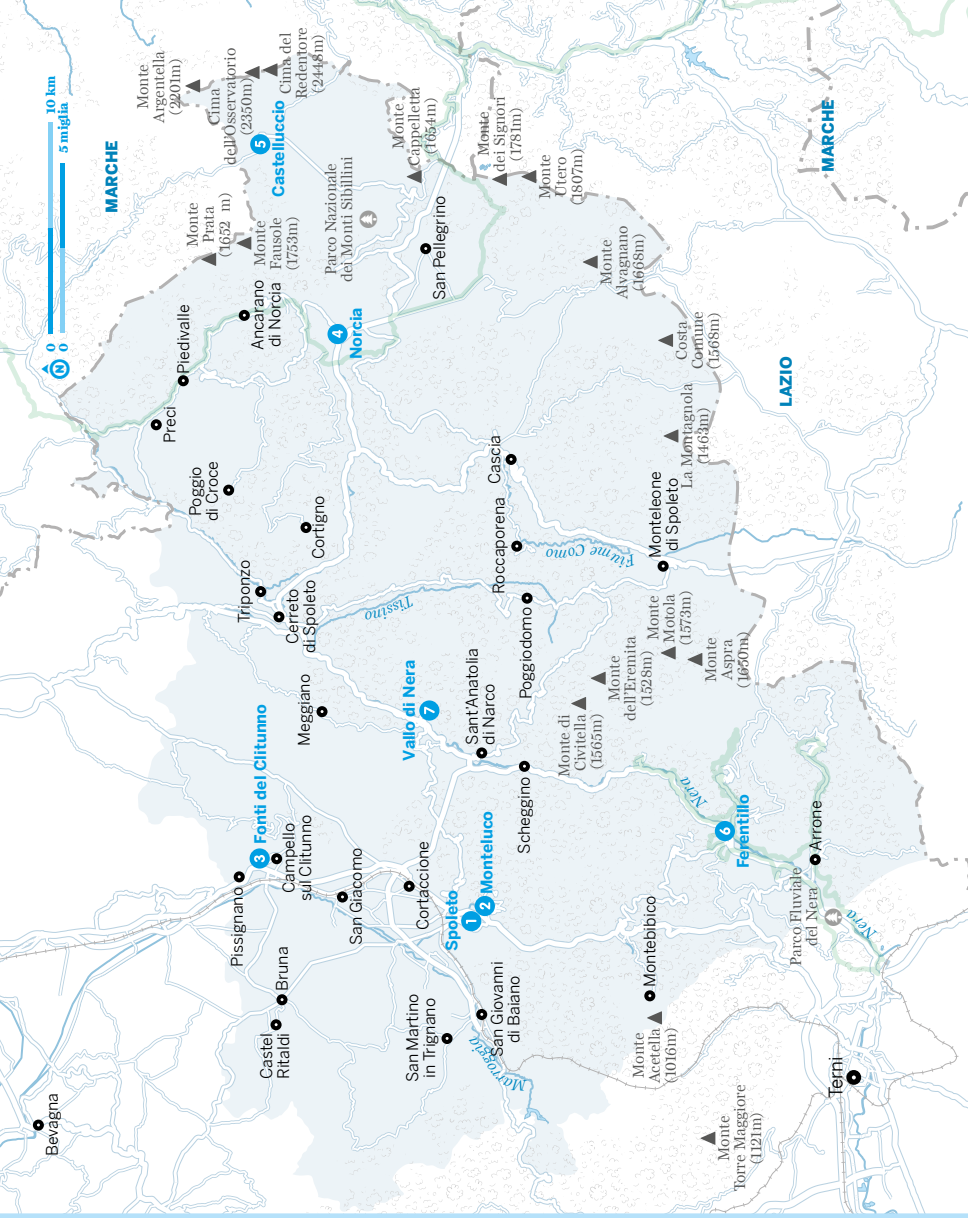 Bevagna
Castel
Ritaldi
Bruna
Pissignano
3 Fonti del Clitunno
Campello
sul Clitunno
San Giacomo
Meggiano
Triponzo
Cerreto
di Spoleto
Poggio
di Croce
Cortigno
Preci
Piedivalle
Ancarano
di Norcia
N
0
10 km
0
5 miglia
MARCHE
Monte
Prata
(1652 m)
Monte
Fausole
(1753m)
Monte
Argentella
(2201m)
Cima
dell'Osservatorio
(2350m)
Cima del
Redentore
(2448m)
5
Castelluccio
Parco Nazionale
dei Monti Sibillini
4
Norcia
San Martino
in Trignano
San Giovanni
di Baiano
Marroggia
Cortaccione
Spoleto
1
2 Monteluco
Vallo di Nera
7
Sant'Anatolia
di Narco
Scheggino
Tissino
Poggiodomo
Roccaporena
Cascia
Fiume Corno
San Pellegrino
Monte
Cappelletta
(1654m)
Monte
dei Signori
(1781m)
Monte
Utero
(1807m)
Monte
Alvagnano
(1668m)
Monte di
Civitella
(1565m)
Monte
dell'Eremita
(1528m)
Monte
Motola
(1573m)
Monte
Aspra
(1650m)
Monteleone
di Spoleto
La Montagnola
(1463m)
Costa
Comune
(1568m)
LAZIO
MARCHE
Monte
Acetella
(1016m)
Montebibico
Nera
6
Ferentillo
Arrone
Parco Fluviale
del Nera
Nera
Monte
Torre Maggiore
(1121m)
Terni